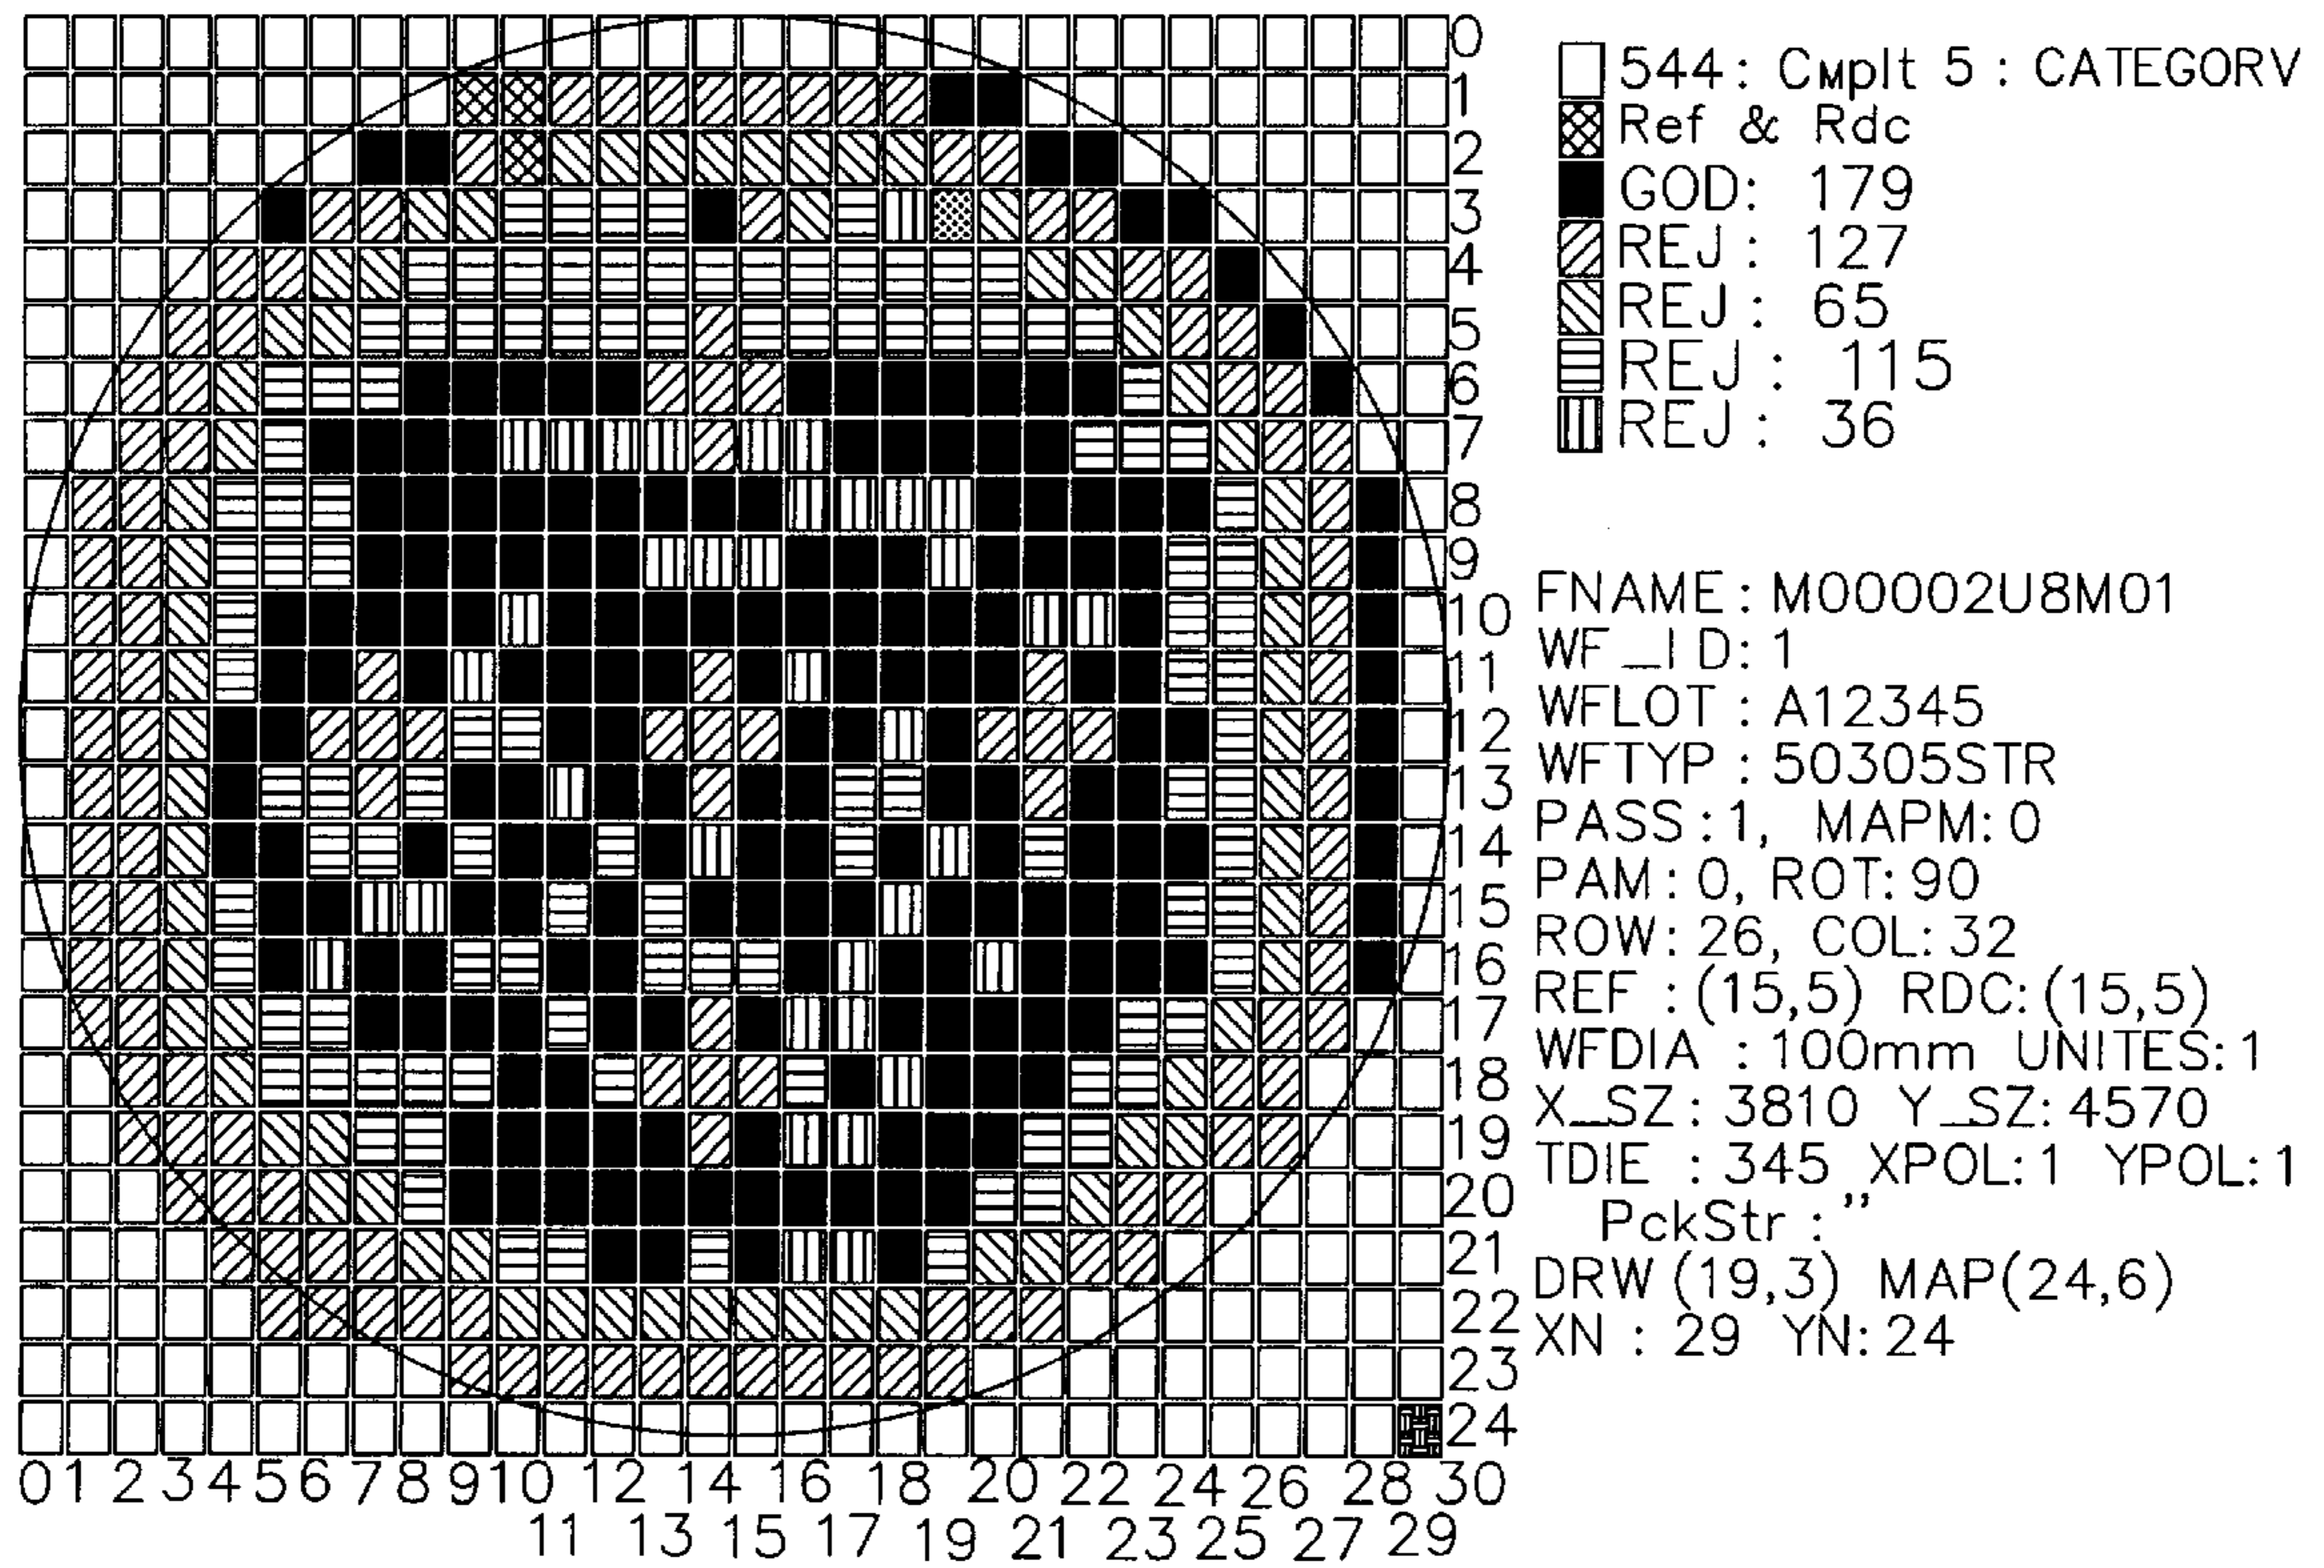 544: Cmplt 5 : CATEGORV
Ref & Rdc
GOD: 179
REJ : 127
REJ : 65
REJ : 115
REJ : 36
0
1
2
3
4
5
6
7
8
9
10
11
12
13
14
15
16
17
18
19
20
21
22
23
24
FNAME : M00002U8M01
WF_ID: 1
WFLOT : A12345
WFTYP : 50305STR
PASS :1, MAPM: 0
PAM: 0, ROT: 90
ROW: 26, COL: 32
REF : (15,5) RDC: (15,5)
WFDIA : 100mm UNITES: 1
X_SZ: 3810 Y_SZ: 4570
TDIE : 345 XPOL: 1 YPOL: 1
PckStr : ”
DRW (19,3) MAP(24,6)
XN : 29 YN: 24
0 1 2 3 4 5 6 7 8 9 10 12 14 16 18 20 22 24 26 28 30
11 13 15 17 19 21 23 25 27 29